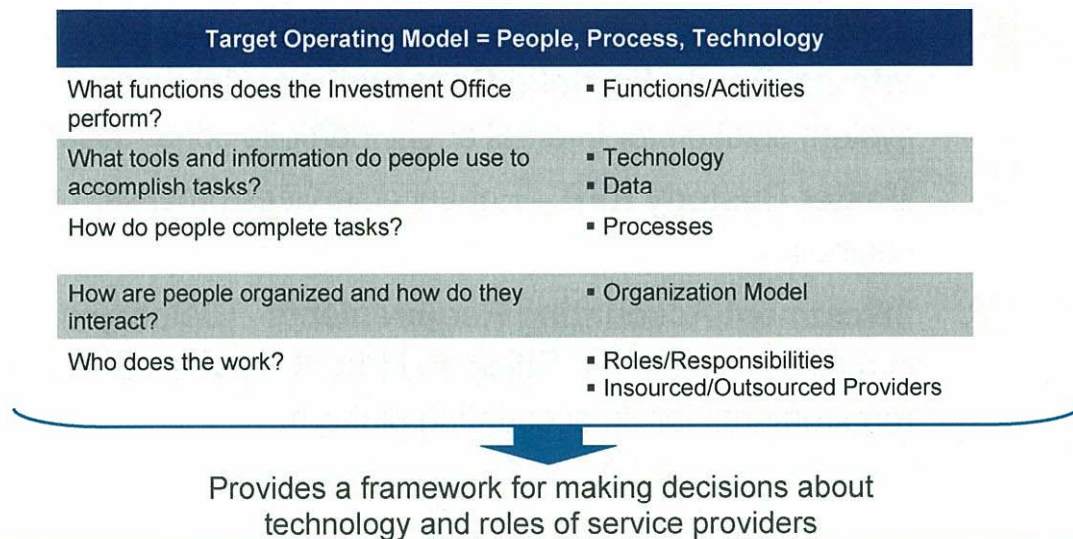 Target Operating Model = People, Process, Technology
What functions does the Investment Office
perform?
▪ Functions/Activities
What tools and information do people use to
accomplish tasks?
▪ Technology
▪ Data
How do people complete tasks?
▪ Processes
How are people organized and how do they
interact?
▪ Organization Model
Who does the work?
▪ Roles/Responsibilities
▪ Insourced/Outsourced Providers
Provides a framework for making decisions about
technology and roles of service providers